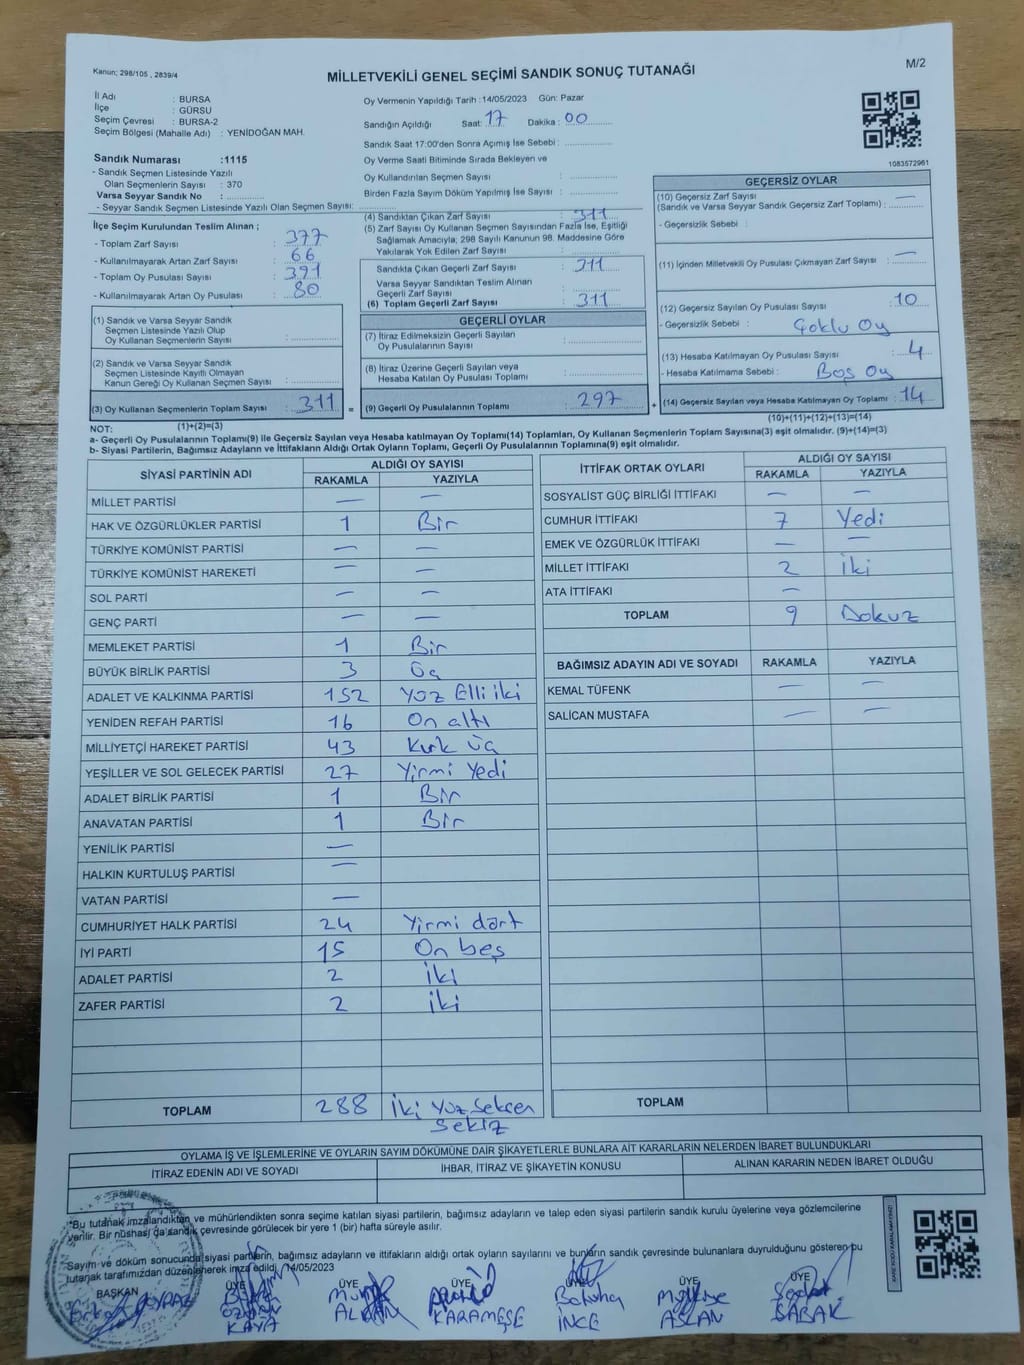 Kanun; 298/105 , 2839/4
MİLLETVEKİLİ GENEL SEÇİMİ SANDIK SONUÇ TUTANAĞI
M/2
İl Adı : BURSA
İlçe : GÜRSU
Seçim Çevresi : BURSA-2
Seçim Bölgesi (Mahalle Adı) : YENİDOĞAN MAH.
Sandık Numarası :1115
- Sandık Seçmen Listesinde Yazılı
Olan Seçmenlerin Sayısı : 370
Varsa Seyyar Sandık No :
- Seyyar Sandık Seçmen Listesinde Yazılı Olan Seçmen Sayısı:
Oy Vermenin Yapıldığı Tarih :14/05/2023 Gün: Pazar
Sandığın Açıldığı Saat: 17 Dakika : 00
Sandık Saat 17:00'den Sonra Açımış İse Sebebi :
Oy Verme Saati Bitiminde Sırada Bekleyen ve
Oy Kullandırılan Seçmen Sayısı :
Birden Fazla Sayım Döküm Yapılmış İse Sayısı :
1083572961
İlçe Seçim Kurulundan Teslim Alınan ;
- Toplam Zarf Sayısı : 377
- Kullanılmayarak Artan Zarf Sayısı : 66
- Toplam Oy Pusulası Sayısı : 391
- Kullanılmayarak Artan Oy Pusulası : 80
(1) Sandık ve Varsa Seyyar Sandık
Seçmen Listesinde Yazılı Olup
Oy Kullanan Seçmenlerin Sayısı :
(2) Sandık ve Varsa Seyyar Sandık
Seçmen Listesinde Kayıtlı Olmayan
Kanun Gereği Oy Kullanan Seçmen Sayısı :
(3) Oy Kullanan Seçmenlerin Toplam Sayısı : 311 =
(1)+(2)=(3)
(4) Sandıktan Çıkan Zarf Sayısı : 311
(5) Zarf Sayısı Oy Kullanan Seçmen Sayısından Fazla İse, Eşitliği
Sağlamak Amacıyla; 298 Sayılı Kanunun 98. Maddesine Göre
Yakılarak Yok Edilen Zarf Sayısı :
Sandıkta Çıkan Geçerli Zarf Sayısı : 311
Varsa Seyyar Sandıktan Teslim Alınan
Geçerli Zarf Sayısı :
(6) Toplam Geçerli Zarf Sayısı : 311
GEÇERLİ OYLAR
(7) İtiraz Edilmeksizin Geçerli Sayılan
Oy Pusulalarının Sayısı :
(8) İtiraz Üzerine Geçerli Sayılan veya
Hesaba Katılan Oy Pusulası Toplamı :
(9) Geçerli Oy Pusulalarının Toplamı : 297 +
GEÇERSİZ OYLAR
(10) Geçersiz Zarf Sayısı
(Sandık ve Varsa Seyyar Sandık Geçersiz Zarf Toplamı) : —
- Geçersizlik Sebebi :
(11) İçinden Milletvekili Oy Pusulası Çıkmayan Zarf Sayısı : —
(12) Geçersiz Sayılan Oy Pusulası Sayısı : 10
- Geçersizlik Sebebi : Çoklu Oy
(13) Hesaba Katılmayan Oy Pusulası Sayısı : 4
- Hesaba Katılmama Sebebi : Boş Oy
(14) Geçersiz Sayılan veya Hesaba Katılmayan Oy Toplamı : 14
(10)+(11)+(12)+(13)=(14)
NOT:
a- Geçerli Oy Pusulalarının Toplamı(9) ile Geçersiz Sayılan veya Hesaba katılmayan Oy Toplamı(14) Toplamları, Oy Kullanan Seçmenlerin Toplam Sayısına(3) eşit olmalıdır. (9)+(14)=(3)
b- Siyasi Partilerin, Bağımsız Adayların ve İttifakların Aldığı Ortak Oyların Toplamı, Geçerli Oy Pusulalarının Toplamına(9) eşit olmalıdır.
SİYASİ PARTİNİN ADI ALDIĞI OY SAYISI
RAKAMLA YAZIYLA
MİLLET PARTİSİ — —
HAK VE ÖZGÜRLÜKLER PARTİSİ 1 Bir
TÜRKİYE KOMÜNİST PARTİSİ — —
TÜRKİYE KOMÜNİST HAREKETİ — —
SOL PARTİ — —
GENÇ PARTİ — —
MEMLEKET PARTİSİ 1 Bir
BÜYÜK BİRLİK PARTİSİ 3 Üç
ADALET VE KALKINMA PARTİSİ 152 Yüz Elli iki
YENİDEN REFAH PARTİSİ 16 On altı
MİLLİYETÇİ HAREKET PARTİSİ 43 Kırk üç
YEŞİLLER VE SOL GELECEK PARTİSİ 27 Yirmi Yedi
ADALET BİRLİK PARTİSİ 1 Bir
ANAVATAN PARTİSİ 1 Bir
YENİLİK PARTİSİ —
HALKIN KURTULUŞ PARTİSİ —
VATAN PARTİSİ —
CUMHURİYET HALK PARTİSİ 24 Yirmi dört
İYİ PARTİ 15 On beş
ADALET PARTİSİ 2 iki
ZAFER PARTİSİ 2 iki
TOPLAM 288 İki Yüz Seksen
Sekiz
İTTİFAK ORTAK OYLARI ALDIĞI OY SAYISI
RAKAMLA YAZIYLA
SOSYALİST GÜÇ BİRLİĞİ İTTİFAKI — —
CUMHUR İTTİFAKI 7 Yedi
EMEK VE ÖZGÜRLÜK İTTİFAKI — —
MİLLET İTTİFAKI 2 İki
ATA İTTİFAKI —
TOPLAM 9 Dokuz
BAĞIMSIZ ADAYIN ADI VE SOYADI RAKAMLA YAZIYLA
KEMAL TÜFENK — —
SALİCAN MUSTAFA — —
TOPLAM
OYLAMA İŞ VE İŞLEMLERİNE VE OYLARIN SAYIM DÖKÜMÜNE DAİR ŞİKAYETLERLE BUNLARA AİT KARARLARIN NELERDEN İBARET BULUNDUKLARI
İTİRAZ EDENİN ADI VE SOYADI İHBAR, İTİRAZ VE ŞİKAYETİN KONUSU ALINAN KARARIN NEDEN İBARET OLDUĞU
*Bu tutanak imzalandıktan ve mühürlendikten sonra seçime katılan siyasi partilerin, bağımsız adayların ve talep eden siyasi partilerin sandık kurulu üyelerine veya gözlemcilerine
verilir. Bir nüshası da sandık çevresinde görülecek bir yere 1 (bir) hafta süreyle asılır.
Sayım ve döküm sonucunda siyasi partilerin, bağımsız adayların ve ittifakların aldığı ortak oyların sayılarını ve bunların sandık çevresinde bulunanlara duyrulduğunu gösteren bu
tutanak tarafımızdan düzenlenerek imza edildi. 14/05/2023
BAŞKAN ÜYE ÜYE ÜYE ÜYE ÜYE ÜYE
KAYA ALKAN KARAMEŞE İNCE ASLAN SABAK